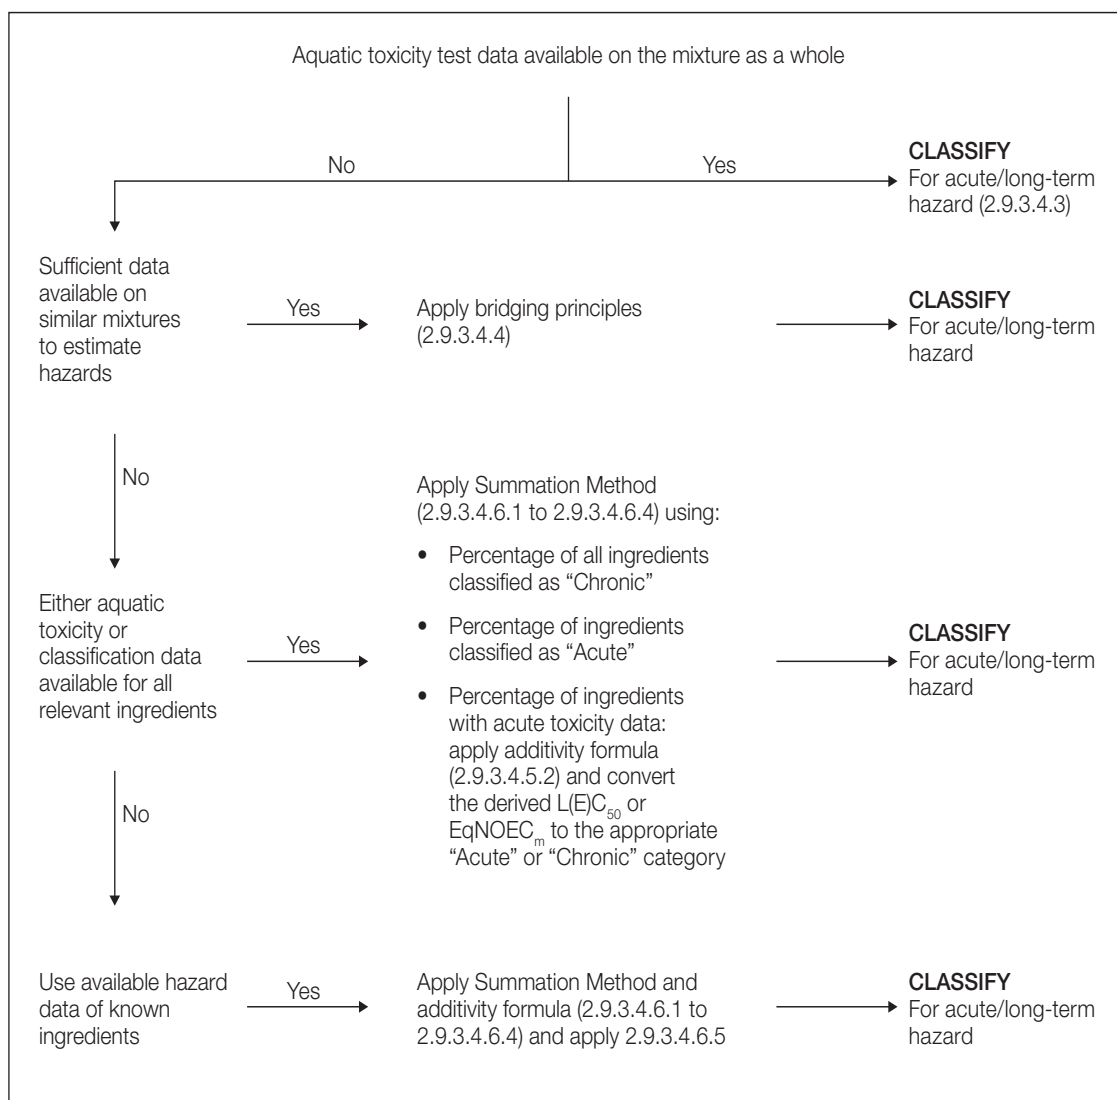 Aquatic toxicity test data available on the mixture as a whole
No
Yes
CLASSIFY
For acute/long-term
hazard (2.9.3.4.3)
Sufficient data
available on
similar mixtures
to estimate
hazards
Yes
Apply bridging principles
(2.9.3.4.4)
CLASSIFY
For acute/long-term
hazard
No
Either aquatic
toxicity or
classification data
available for all
relevant ingredients
Yes
Apply Summation Method
(2.9.3.4.6.1 to 2.9.3.4.6.4) using:
• Percentage of all ingredients
classified as “Chronic”
• Percentage of ingredients
classified as “Acute”
• Percentage of ingredients
with acute toxicity data:
apply additivity formula
(2.9.3.4.5.2) and convert
the derived L(E)C50 or
EqNOECm to the appropriate
“Acute” or “Chronic” category
CLASSIFY
For acute/long-term
hazard
No
Use available hazard
data of known
ingredients
Yes
Apply Summation Method and
additivity formula (2.9.3.4.6.1 to
2.9.3.4.6.4) and apply 2.9.3.4.6.5
CLASSIFY
For acute/long-term
hazard